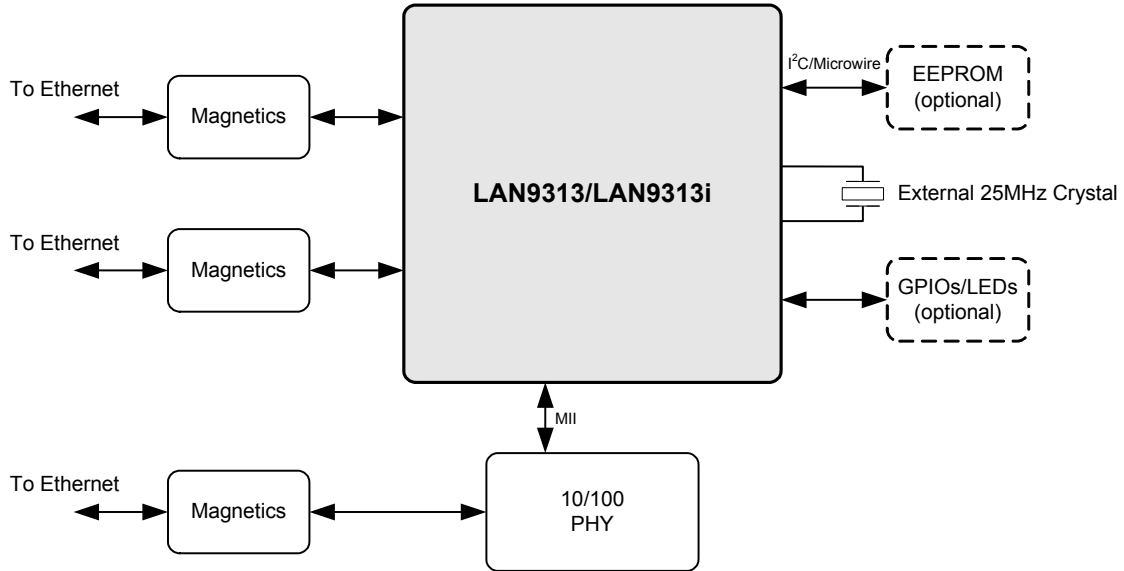 To Ethernet
Magnetics
To Ethernet
Magnetics
LAN9313/LAN9313i
I²C/Microwire
EEPROM
(optional)
External 25MHz Crystal
GPIOs/LEDs
(optional)
MII
To Ethernet
Magnetics
10/100
PHY